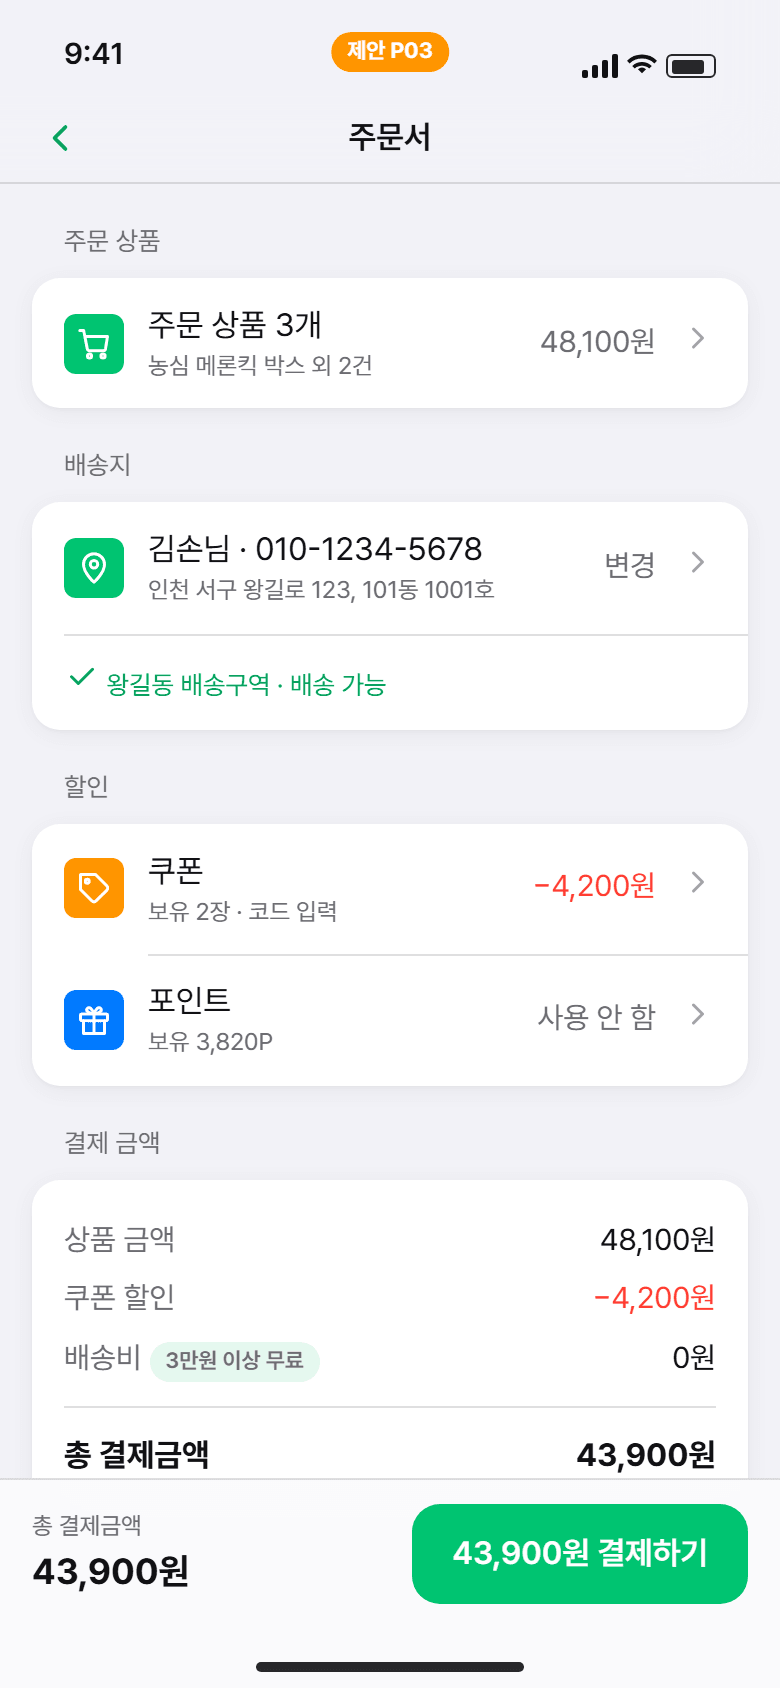 9:41
제안 P03
주문서
주문 상품
주문 상품 3개
농심 메론킥 박스 외 2건
48,100원
배송지
김손님 · 010-1234-5678
인천 서구 왕길로 123, 101동 1001호
변경
왕길동 배송구역 · 배송 가능
할인
쿠폰
보유 2장 · 코드 입력
−4,200원
포인트
보유 3,820P
사용 안 함
결제 금액
상품 금액 48,100원
쿠폰 할인 −4,200원
배송비 3만원 이상 무료 0원
총 결제금액 43,900원
총 결제금액
43,900원
43,900원 결제하기